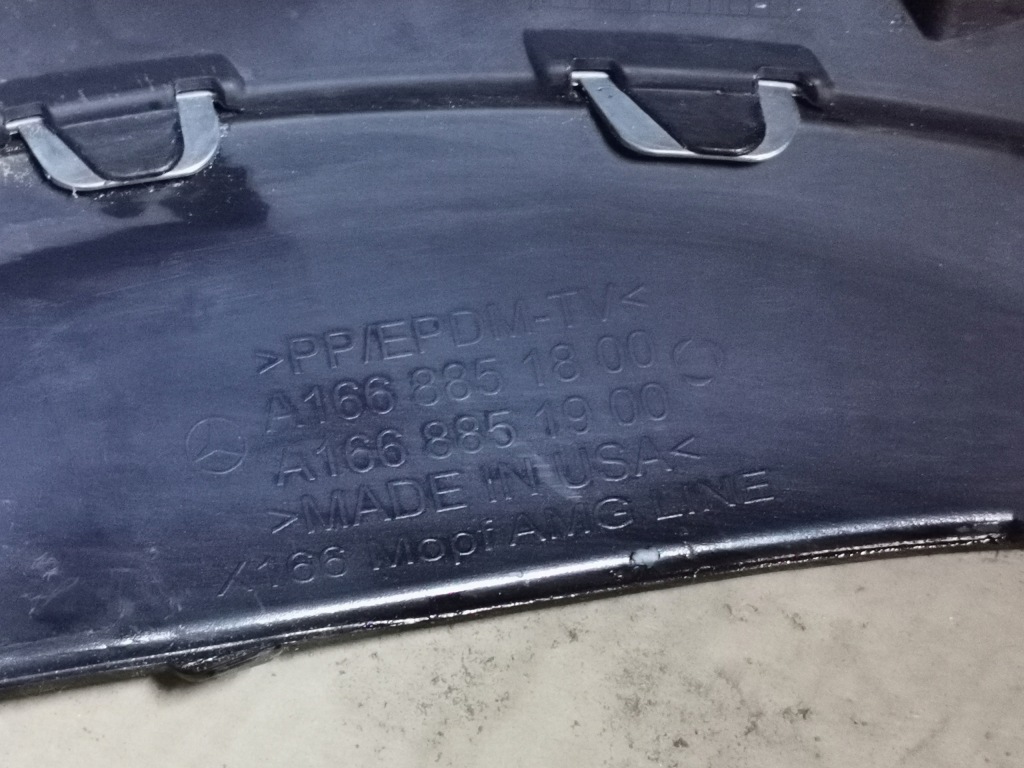 >PP/EPDM-TV<
A166 885 18 00
A166 885 19 00
>MADE IN USA<
X166 Mopf AMG LINE